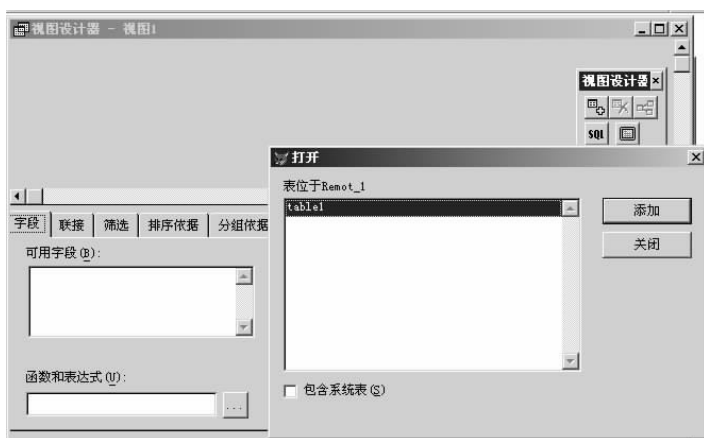 视图设计器 - 视图1
视图设计器
SQL
打开
表位于Remot_1
table1
添加
关闭
字段 联接 筛选 排序依据 分组依据
可用字段(B):
函数和表达式(U):
...
包含系统表(S)